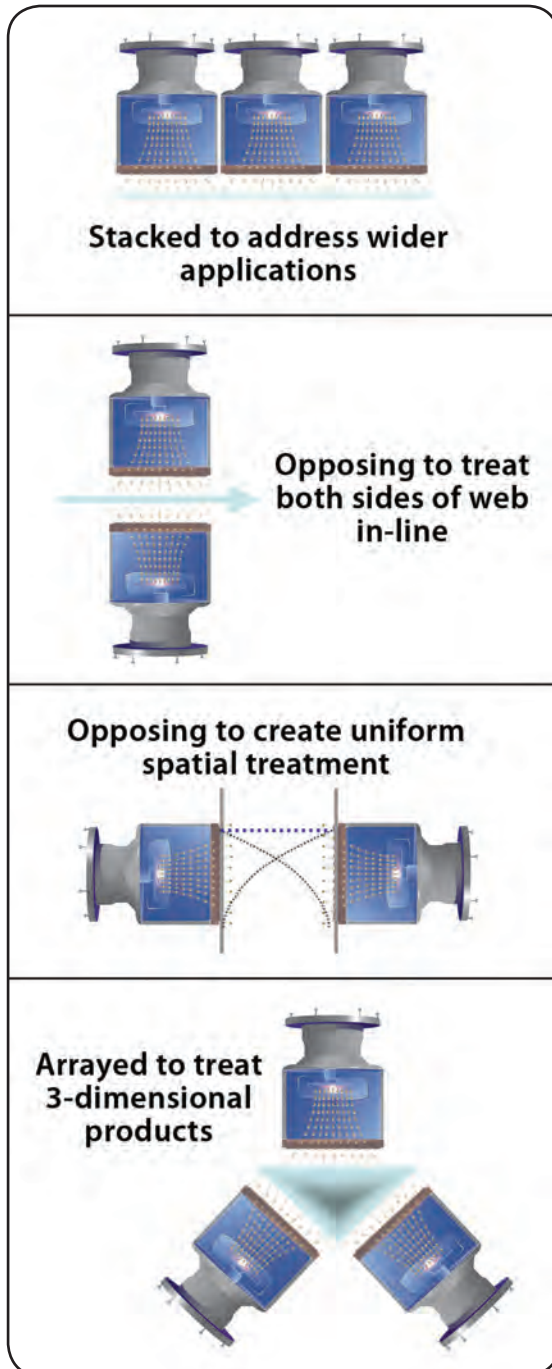 Stacked to address wider
applications
Opposing to treat
both sides of web
in-line
Opposing to create uniform
spatial treatment
Arrayed to treat
3-dimensional
products